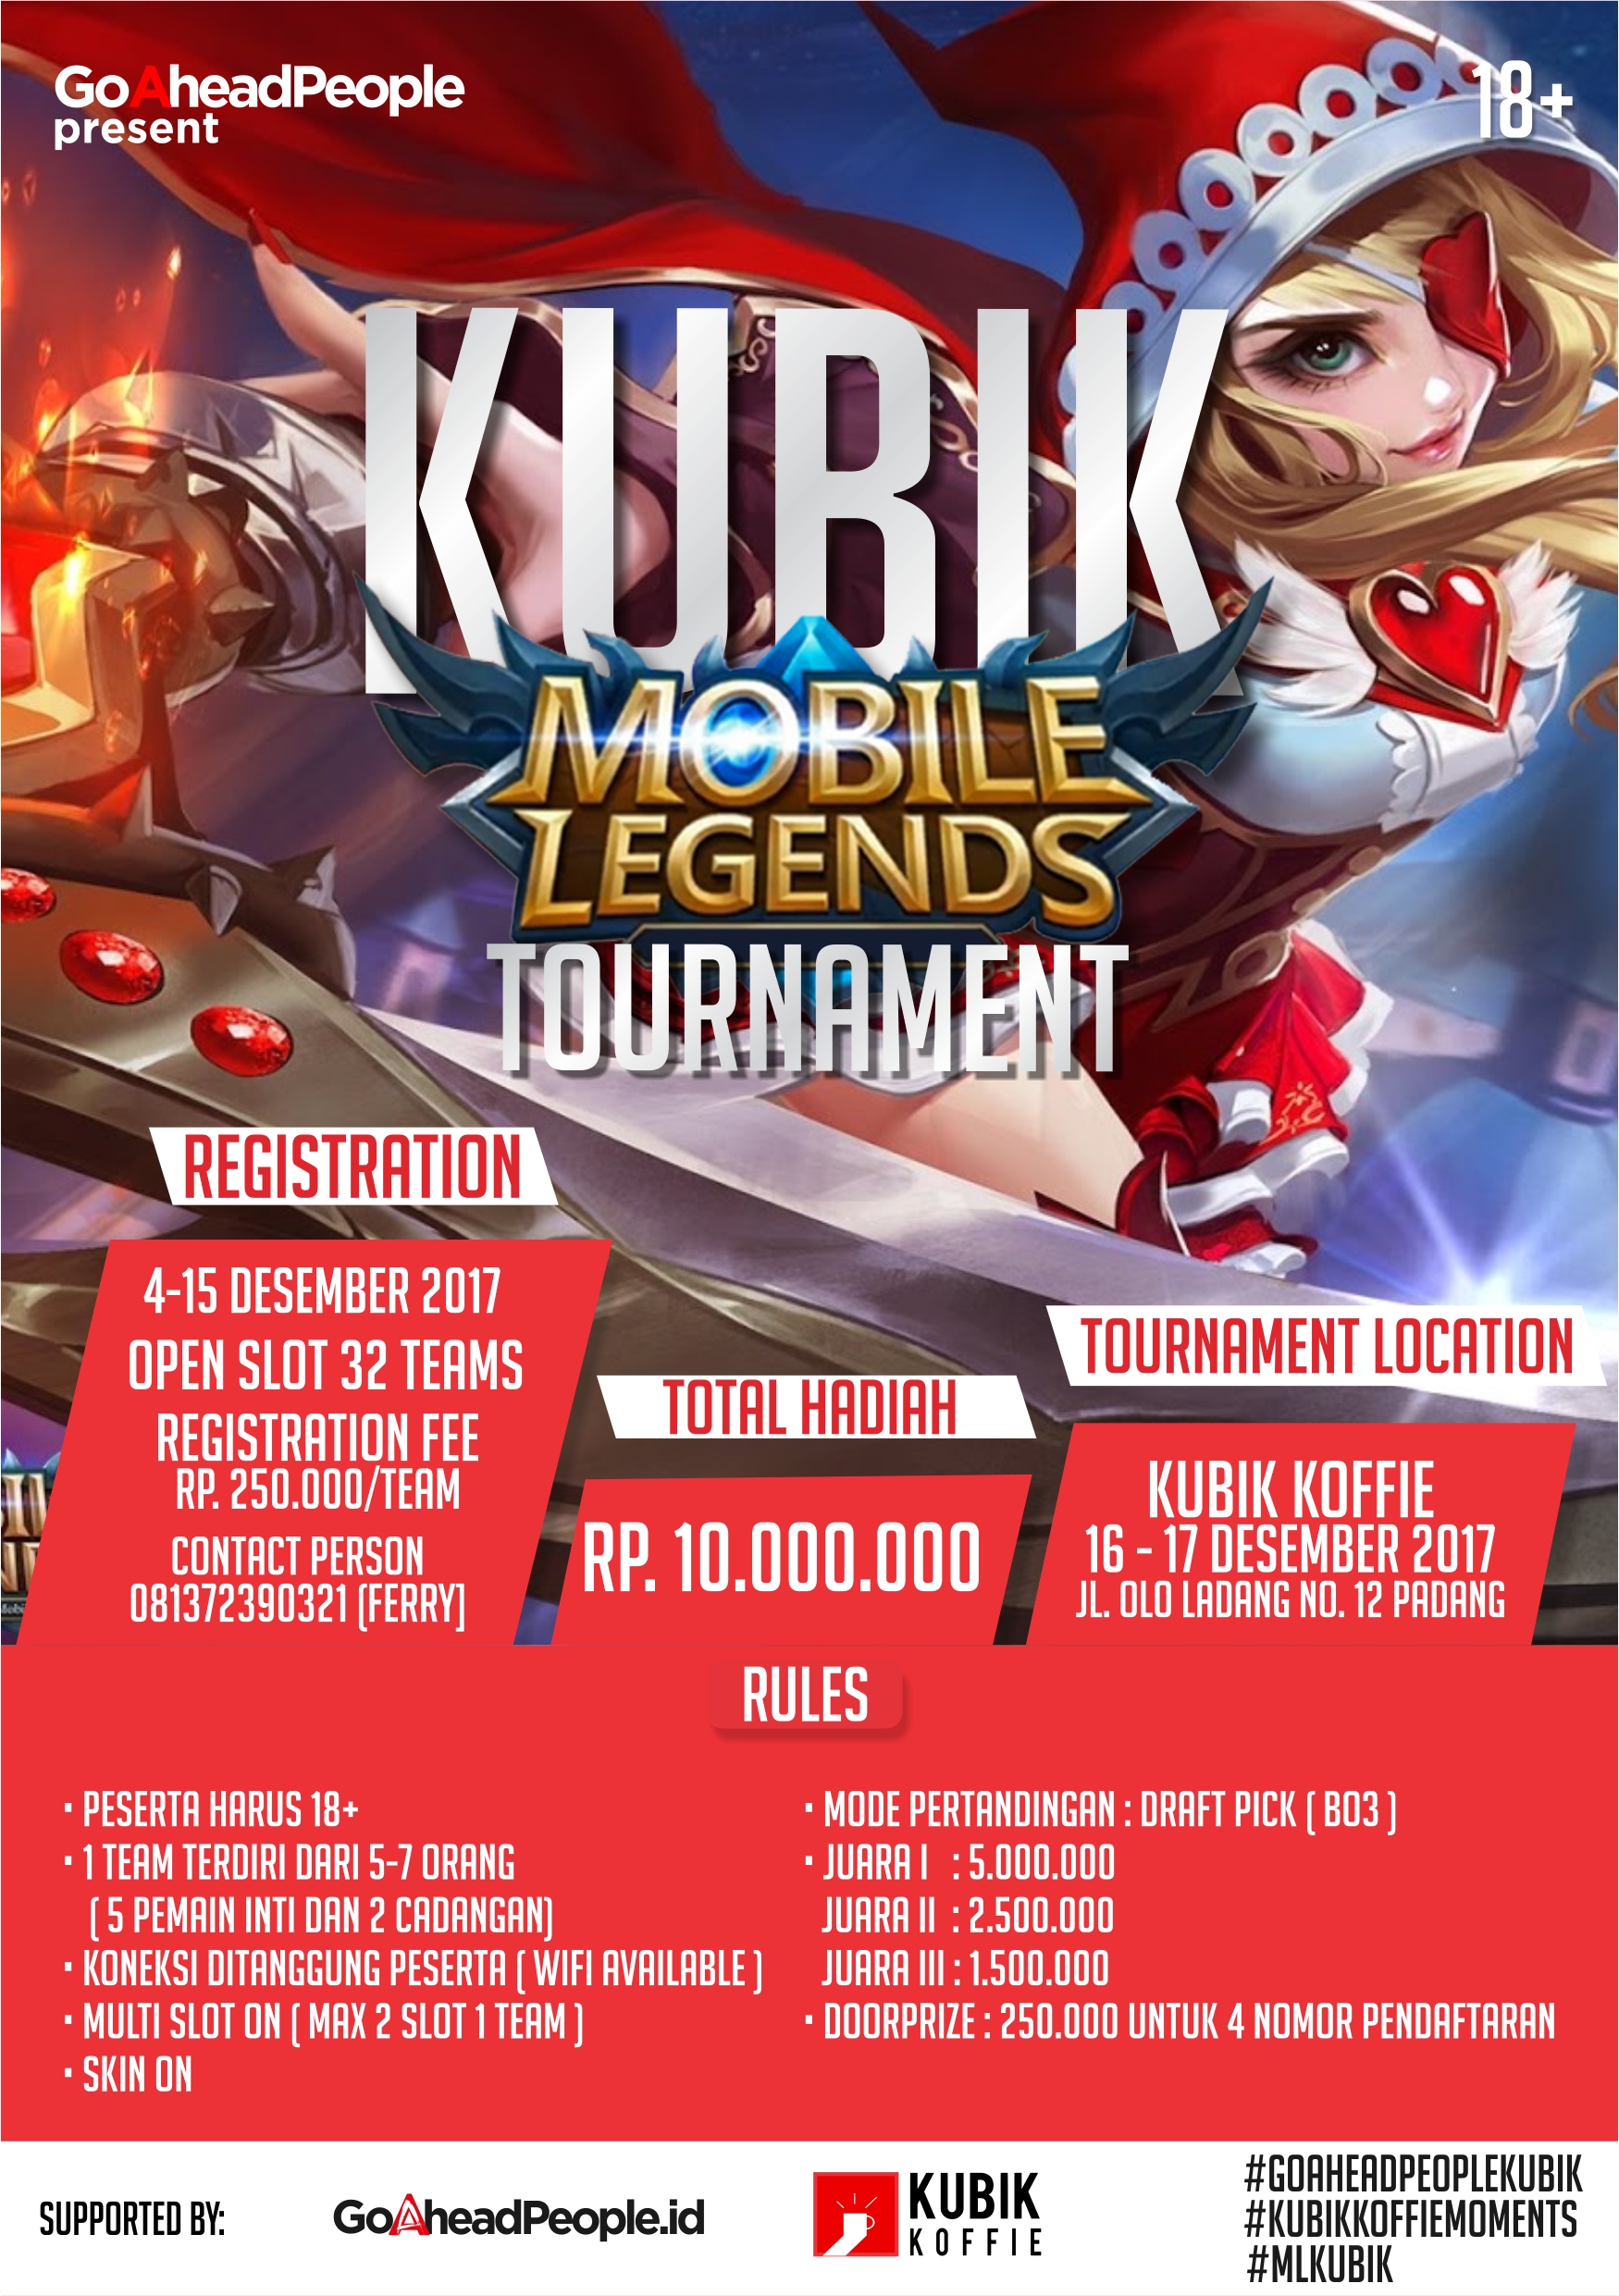 GoAheadPeople
present
18+
KUBIK
MOBILE
LEGENDS
TOURNAMENT
REGISTRATION
4-15 DESEMBER 2017
OPEN SLOT 32 TEAMS
REGISTRATION FEE
RP. 250.000/TEAM
CONTACT PERSON
081372390321 (FERRY)
TOTAL HADIAH
RP. 10.000.000
TOURNAMENT LOCATION
KUBIK KOFFIE
16 - 17 DESEMBER 2017
JL. OLO LADANG NO. 12 PADANG
RULES
· PESERTA HARUS 18+
· 1 TEAM TERDIRI DARI 5-7 ORANG
( 5 PEMAIN INTI DAN 2 CADANGAN)
· KONEKSI DITANGGUNG PESERTA ( WIFI AVAILABLE )
· MULTI SLOT ON ( MAX 2 SLOT 1 TEAM )
· SKIN ON
· MODE PERTANDINGAN : DRAFT PICK ( BO3 )
· JUARA I : 5.000.000
JUARA II : 2.500.000
JUARA III : 1.500.000
· DOORPRIZE : 250.000 UNTUK 4 NOMOR PENDAFTARAN
SUPPORTED BY:
GoAheadPeople.id
KUBIK
KOFFIE
#GOAHEADPEOPLEKUBIK
#KUBIKKOFFIEMOMENTS
#MLKUBIK